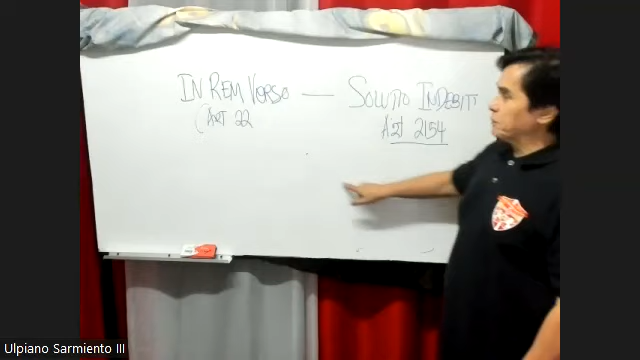 IN REM VERSO — SOLUTIO INDEBITI
(Art 22
Art 2154
Ulpiano Sarmiento III